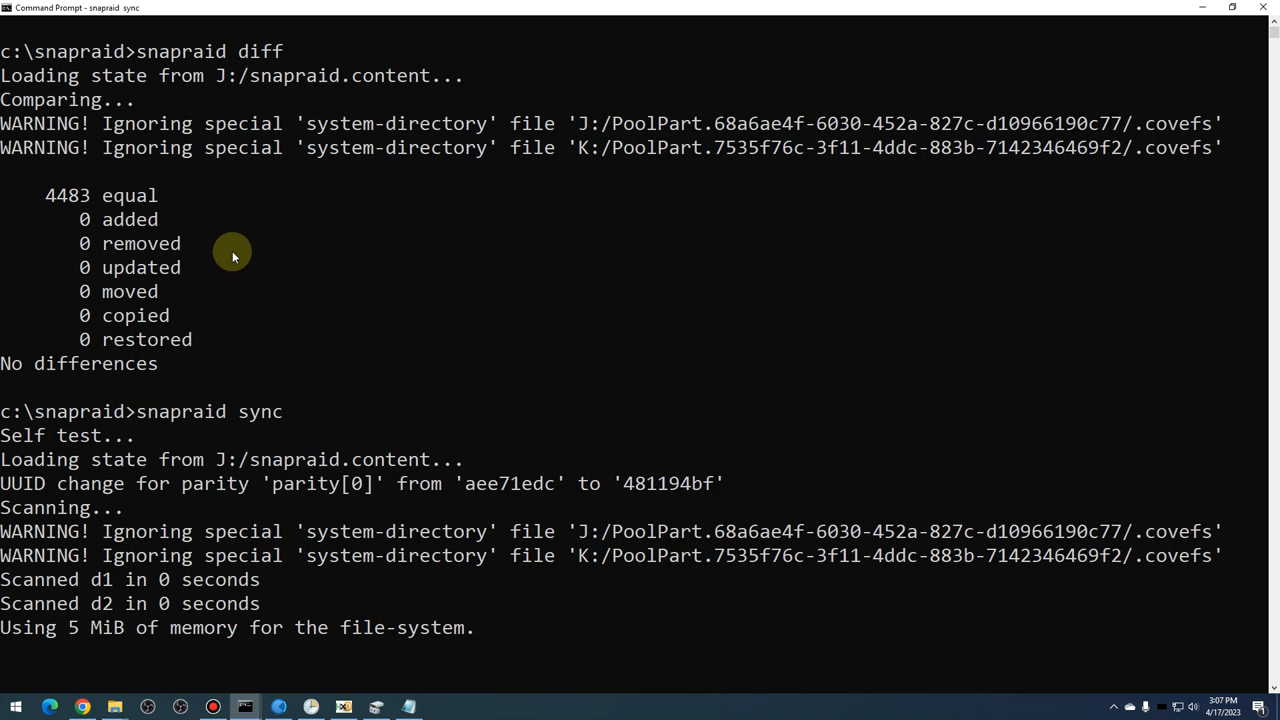 Command Prompt - snapraid sync
c:\snapraid>snapraid diff
Loading state from J:/snapraid.content...
Comparing...
WARNING! Ignoring special 'system-directory' file 'J:/PoolPart.68a6ae4f-6030-452a-827c-d10966190c77/.covefs'
WARNING! Ignoring special 'system-directory' file 'K:/PoolPart.7535f76c-3f11-4ddc-883b-7142346469f2/.covefs'
4483 equal
0 added
0 removed
0 updated
0 moved
0 copied
0 restored
No differences
c:\snapraid>snapraid sync
Self test...
Loading state from J:/snapraid.content...
UUID change for parity 'parity[0]' from 'aee71edc' to '481194bf'
Scanning...
WARNING! Ignoring special 'system-directory' file 'J:/PoolPart.68a6ae4f-6030-452a-827c-d10966190c77/.covefs'
WARNING! Ignoring special 'system-directory' file 'K:/PoolPart.7535f76c-3f11-4ddc-883b-7142346469f2/.covefs'
Scanned d1 in 0 seconds
Scanned d2 in 0 seconds
Using 5 MiB of memory for the file-system.
3:07 PM
4/17/2023